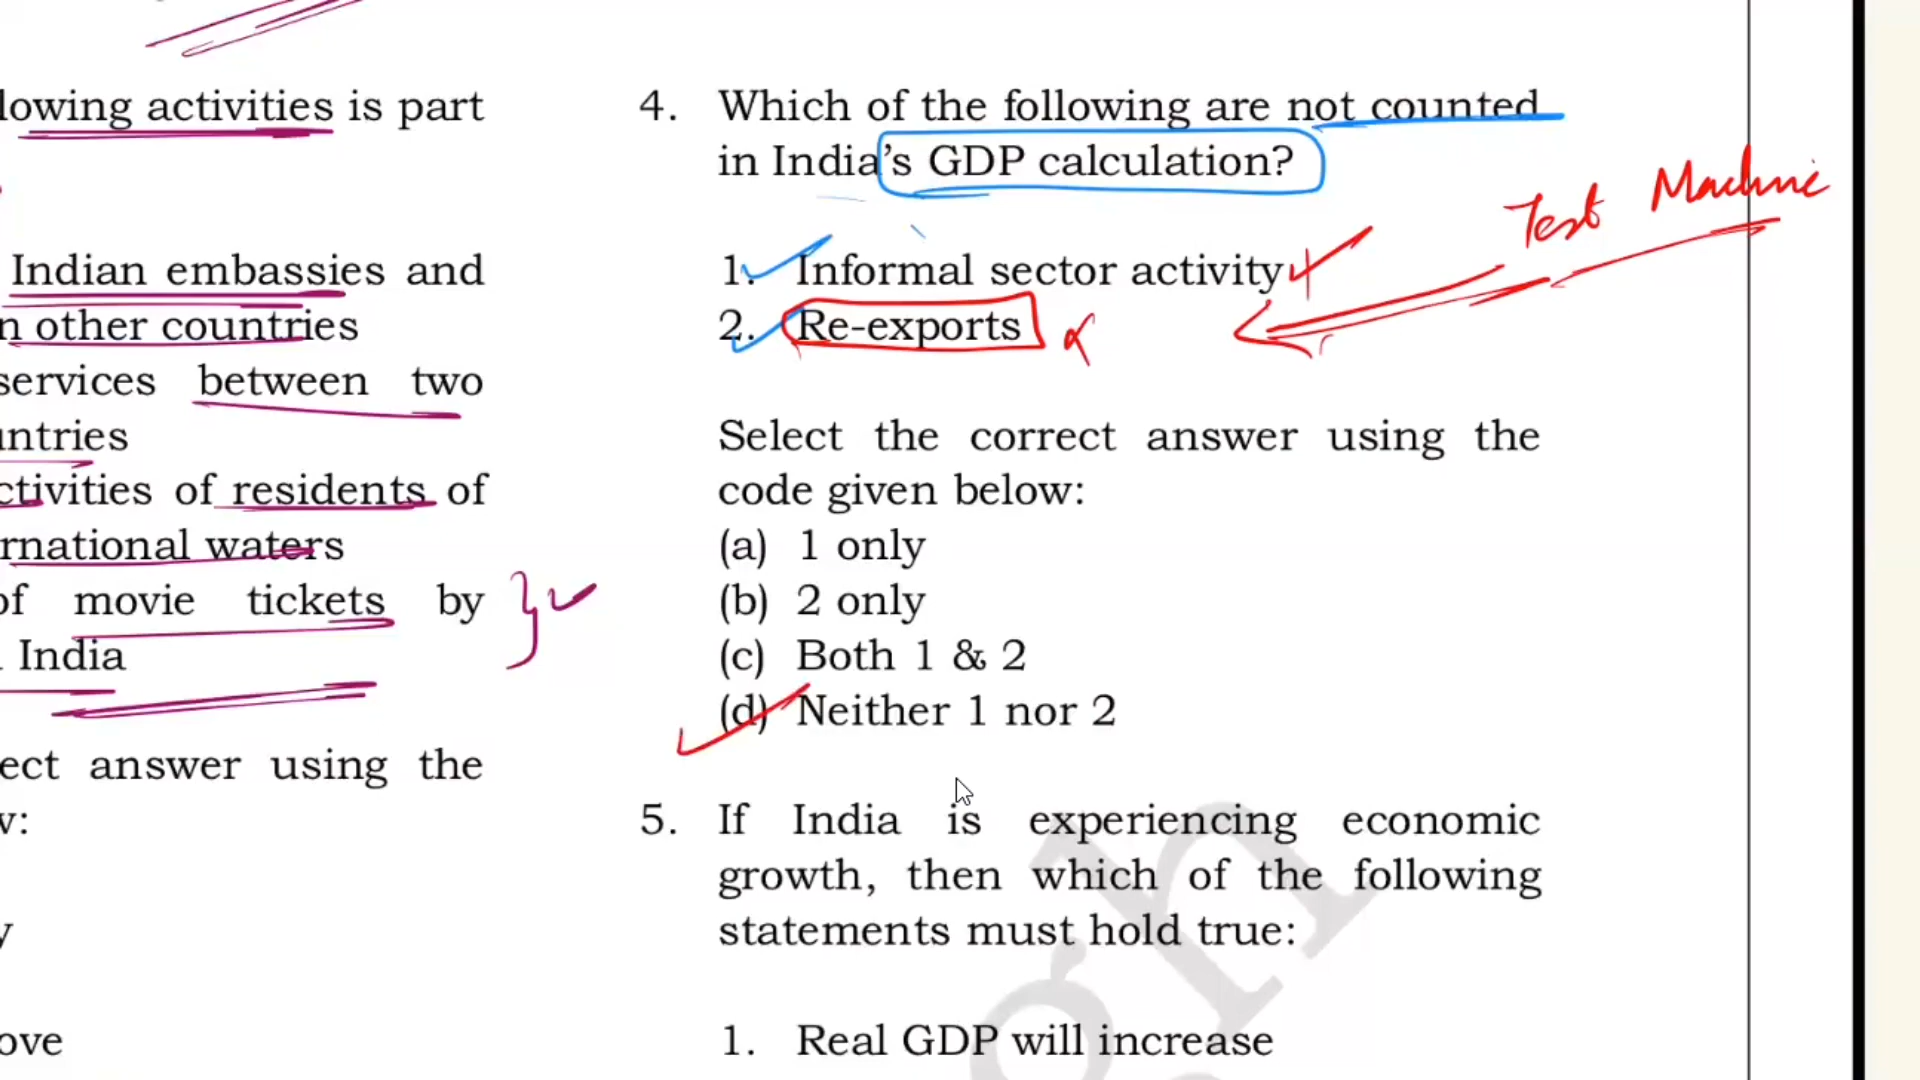 lowing activities is part
Indian embassies and
n other countries
services between two
untries
ctivities of residents of
rnational waters
of movie tickets by
India
ect answer using the
w:
y
ove
4. Which of the following are not counted
in India's GDP calculation?
Test Machine
1. Informal sector activity
2. Re-exports
Select the correct answer using the
code given below:
(a) 1 only
(b) 2 only
(c) Both 1 & 2
(d) Neither 1 nor 2
5. If India is experiencing economic
growth, then which of the following
statements must hold true:
1. Real GDP will increase